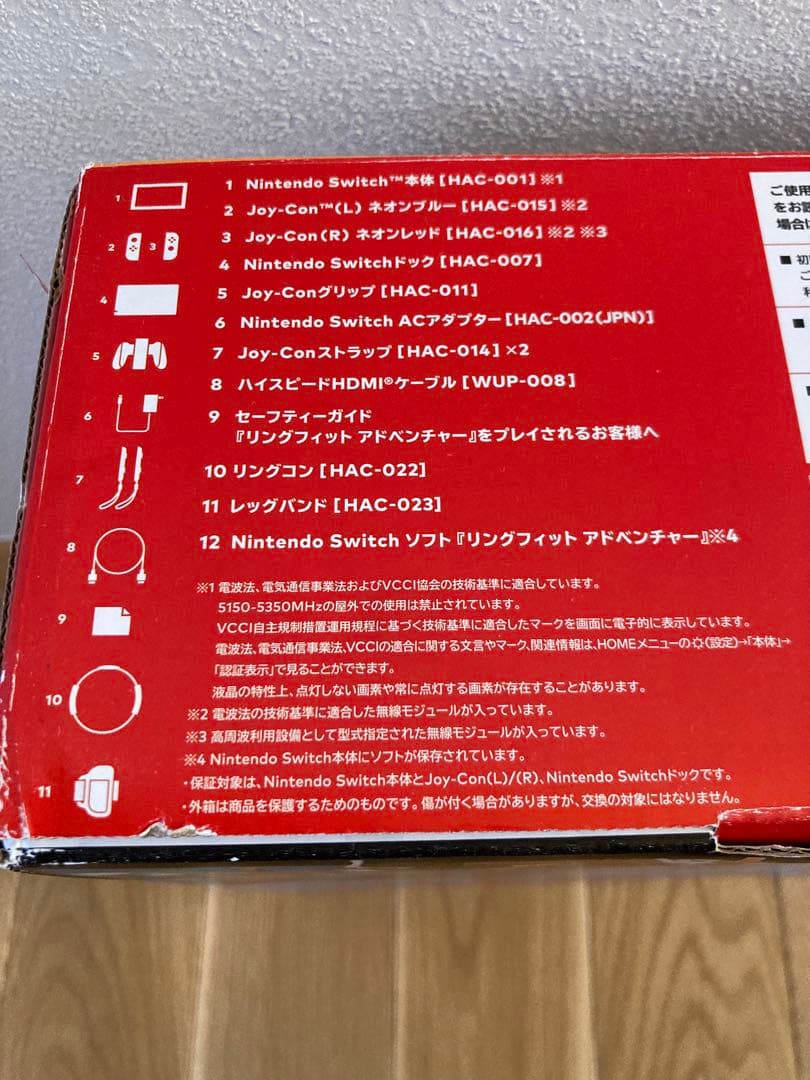 1 Nintendo Switch™本体[HAC-001]※1
2 Joy-Con™(L) ネオンブルー[HAC-015]※2
3 Joy-Con(R) ネオンレッド[HAC-016]※2 ※3
4 Nintendo Switchドック[HAC-007]
5 Joy-Conグリップ[HAC-011]
6 Nintendo Switch ACアダプター[HAC-002(JPN)]
7 Joy-Conストラップ[HAC-014]×2
8 ハイスピードHDMI®ケーブル[WUP-008]
9 セーフティーガイド
『リングフィット アドベンチャー』をプレイされるお客様へ
10 リングコン[HAC-022]
11 レッグバンド[HAC-023]
12 Nintendo Switch ソフト『リングフィット アドベンチャー』※4
※1 電波法、電気通信事業法およびVCCI協会の技術基準に適合しています。
5150-5350MHzの屋外での使用は禁止されています。
VCCI自主規制措置運用規程に基づく技術基準に適合したマークを画面に電子的に表示しています。
電波法、電気通信事業法、VCCIの適合に関する文言やマーク、関連情報は、HOMEメニューの(設定)→「本体」→
「認証表示」で見ることができます。
液晶の特性上、点灯しない画素や常に点灯する画素が存在することがあります。
※2 電波法の技術基準に適合した無線モジュールが入っています。
※3 高周波利用設備として型式指定された無線モジュールが入っています。
※4 Nintendo Switch本体にソフトが保存されています。
・保証対象は、Nintendo Switch本体とJoy-Con(L)/(R)、Nintendo Switchドックです。
・外箱は商品を保護するためのものです。傷が付く場合がありますが、交換の対象にはなりません。
1
2
3
4
5
6
7
8
9
10
11
ご使用
をお読
場合は
■ 初
ご